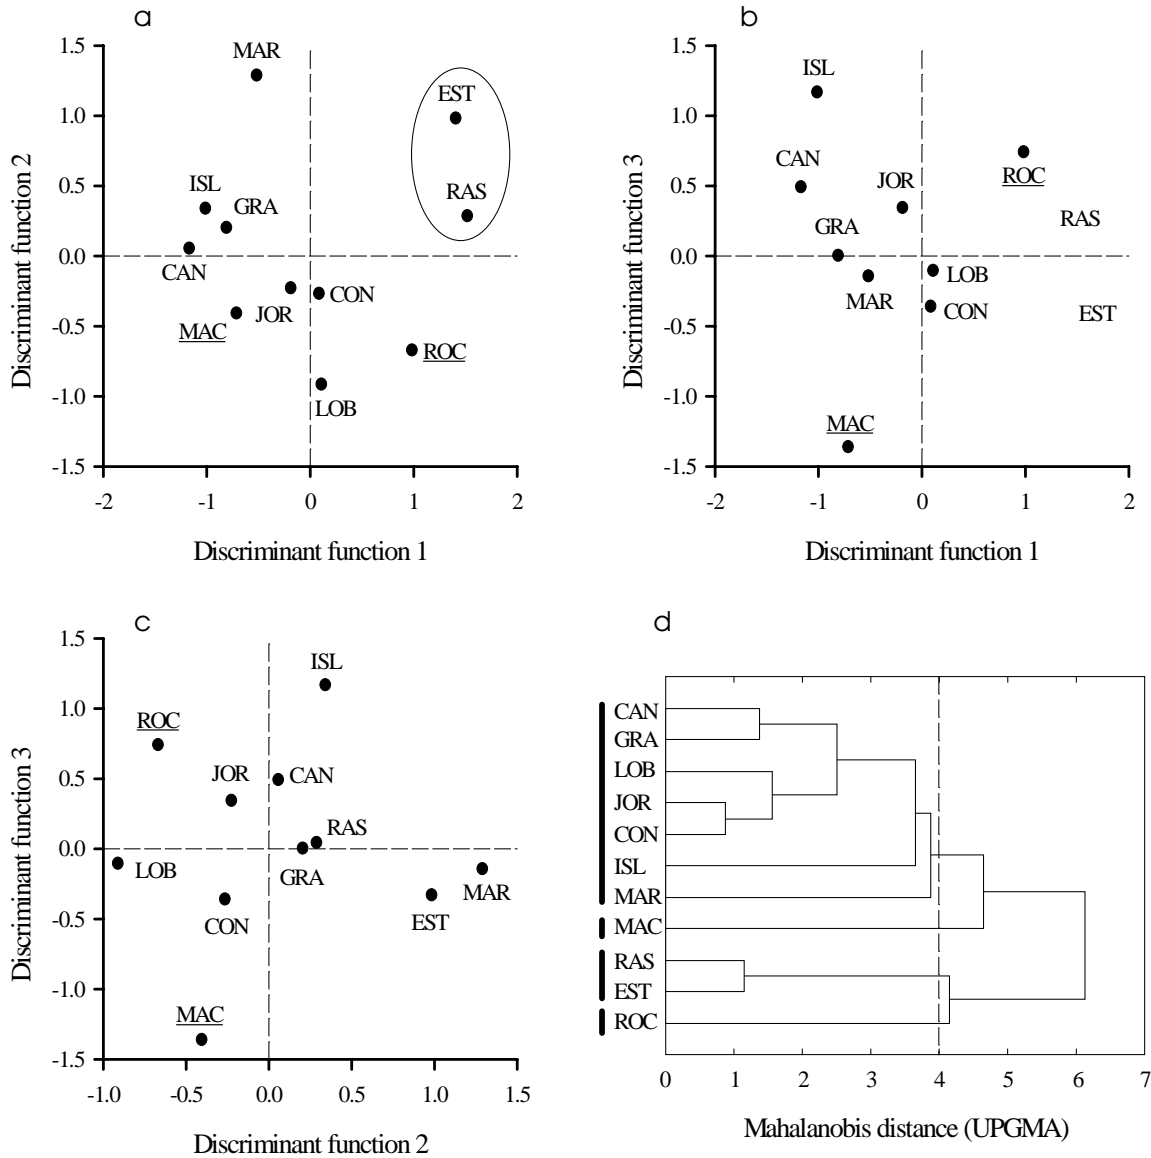 a
1.5
1.0
0.5
0.0
-0.5
-1.0
-1.5
Discriminant function 2
MAR
EST
RAS
ISL
GRA
CAN
MAC
JOR
CON
ROC
LOB
-2 -1 0 1 2
Discriminant function 1
b
1.5
1.0
0.5
0.0
-0.5
-1.0
-1.5
Discriminant function 3
ISL
CAN
JOR
ROC
GRA
RAS
MAR
LOB
CON
EST
MAC
-2 -1 0 1 2
Discriminant function 1
c
1.5
1.0
0.5
0.0
-0.5
-1.0
-1.5
Discriminant function 3
ISL
ROC
JOR
CAN
RAS
LOB
GRA
MAR
CON
EST
MAC
-1.0 -0.5 0.0 0.5 1.0 1.5
Discriminant function 2
d
CAN
GRA
LOB
JOR
CON
ISL
MAR
MAC
RAS
EST
ROC
0 1 2 3 4 5 6 7
Mahalanobis distance (UPGMA)